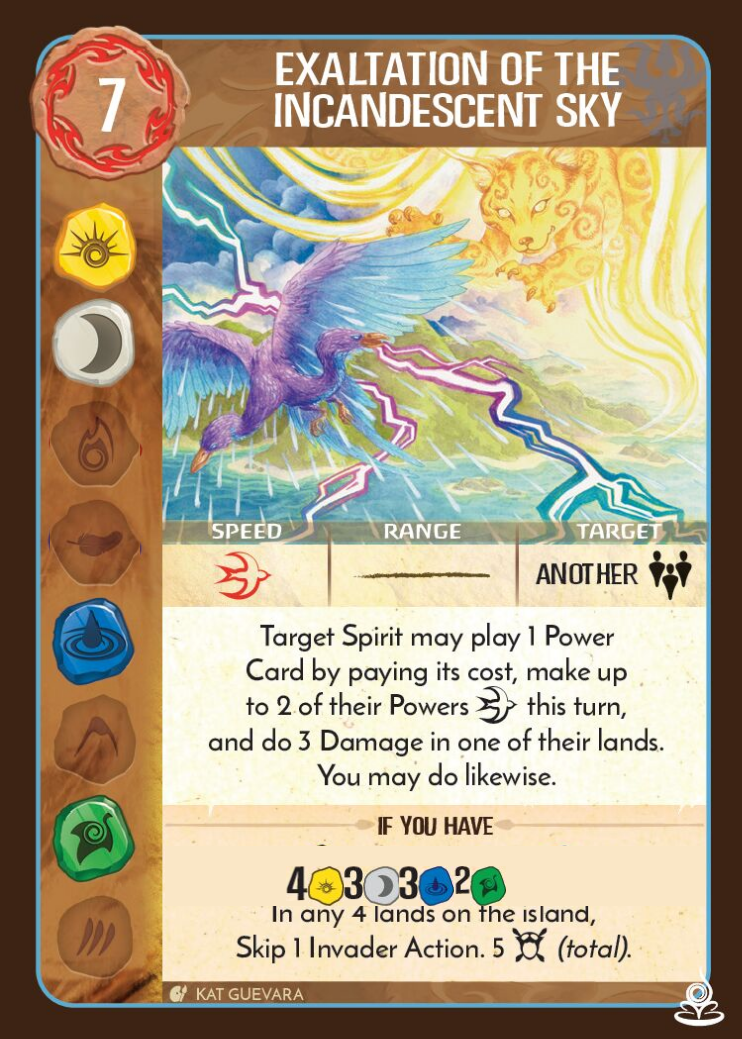 7
EXALTATION OF THE
INCANDESCENT SKY
SPEED RANGE TARGET
ANOTHER
Target Spirit may play 1 Power
Card by paying its cost, make up
to 2 of their Powers this turn,
and do 3 Damage in one of their lands.
You may do likewise.
IF YOU HAVE
4 3 3 2
In any 4 lands on the island,
Skip 1 Invader Action. 5 (total).
KAT GUEVARA